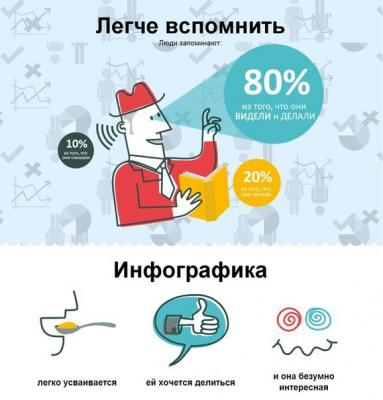 Легче вспомнить
Люди запоминают:
80%
из того, что они
ВИДЕЛИ и ДЕЛАЛИ
10%
из того, что
они слышали
20%
из того, что
они читали
Инфографика
легко усваивается
ей хочется делиться
и она безумно
интересная